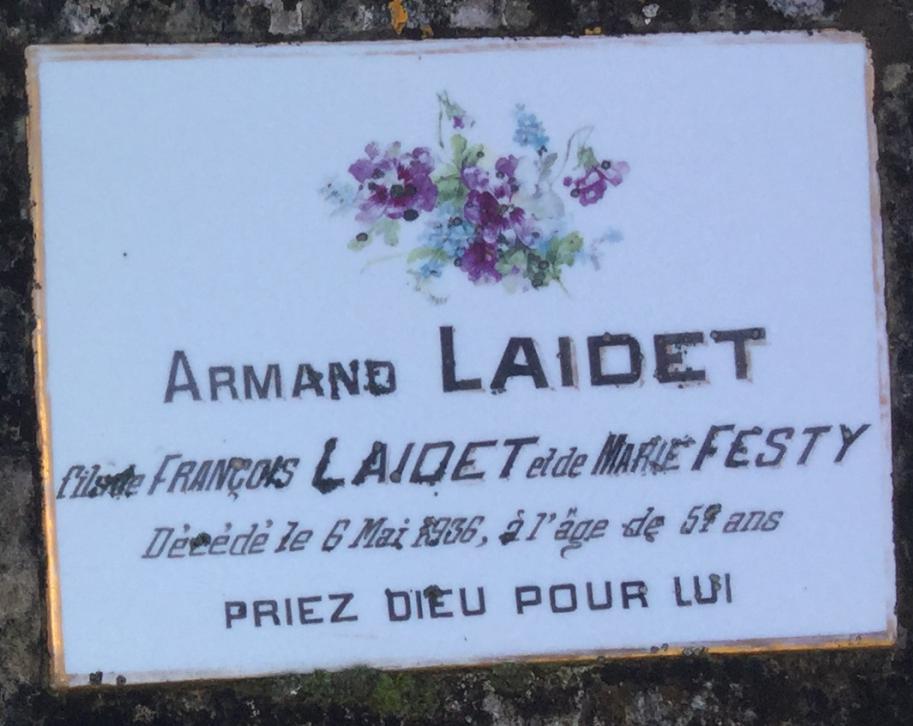 ARMAND LAIDET
fils de FRANÇOIS LAIDET et de MARIE FESTY
Décédé le 6 Mai 1936, à l'âge de ans
PRIEZ DIEU POUR LUI